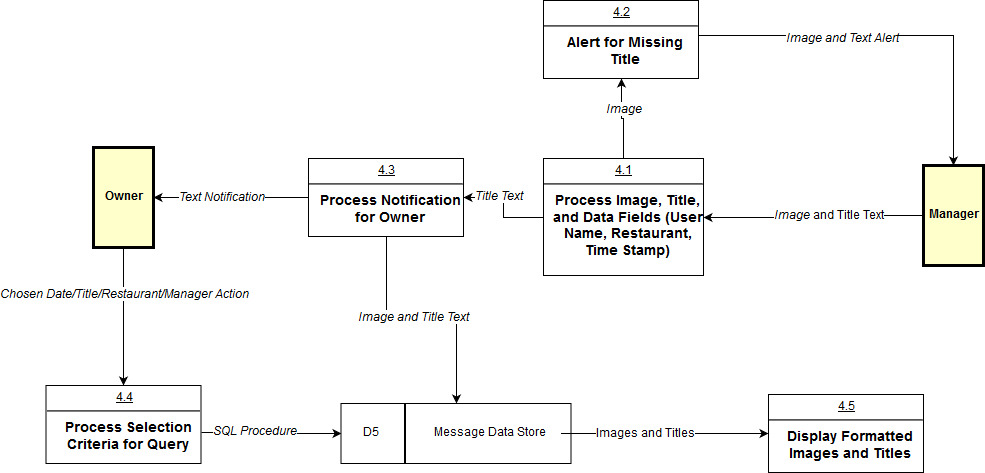 4.2
Alert for Missing
Title
Image and Text Alert
Image
Owner
Text Notification
4.3
Process Notification
for Owner
Title Text
4.1
Process Image, Title,
and Data Fields (User
Name, Restaurant,
Time Stamp)
Image and Title Text
Manager
Chosen Date/Title/Restaurant/Manager Action
Image and Title Text
4.4
Process Selection
Criteria for Query
SQL Procedure
D5
Message Data Store
Images and Titles
4.5
Display Formatted
Images and Titles